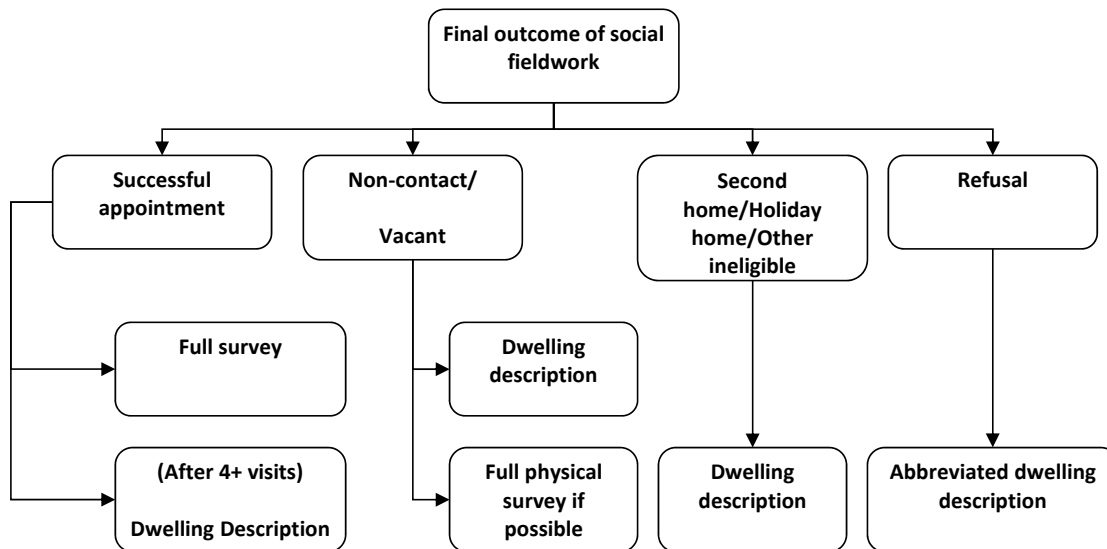 Final outcome of social
fieldwork
Successful
appointment
Non-contact/
Vacant
Second
home/Holiday
home/Other
ineligible
Refusal
Full survey
Dwelling
description
(After 4+ visits)
Dwelling Description
Full physical
survey if
possible
Dwelling
description
Abbreviated dwelling
description